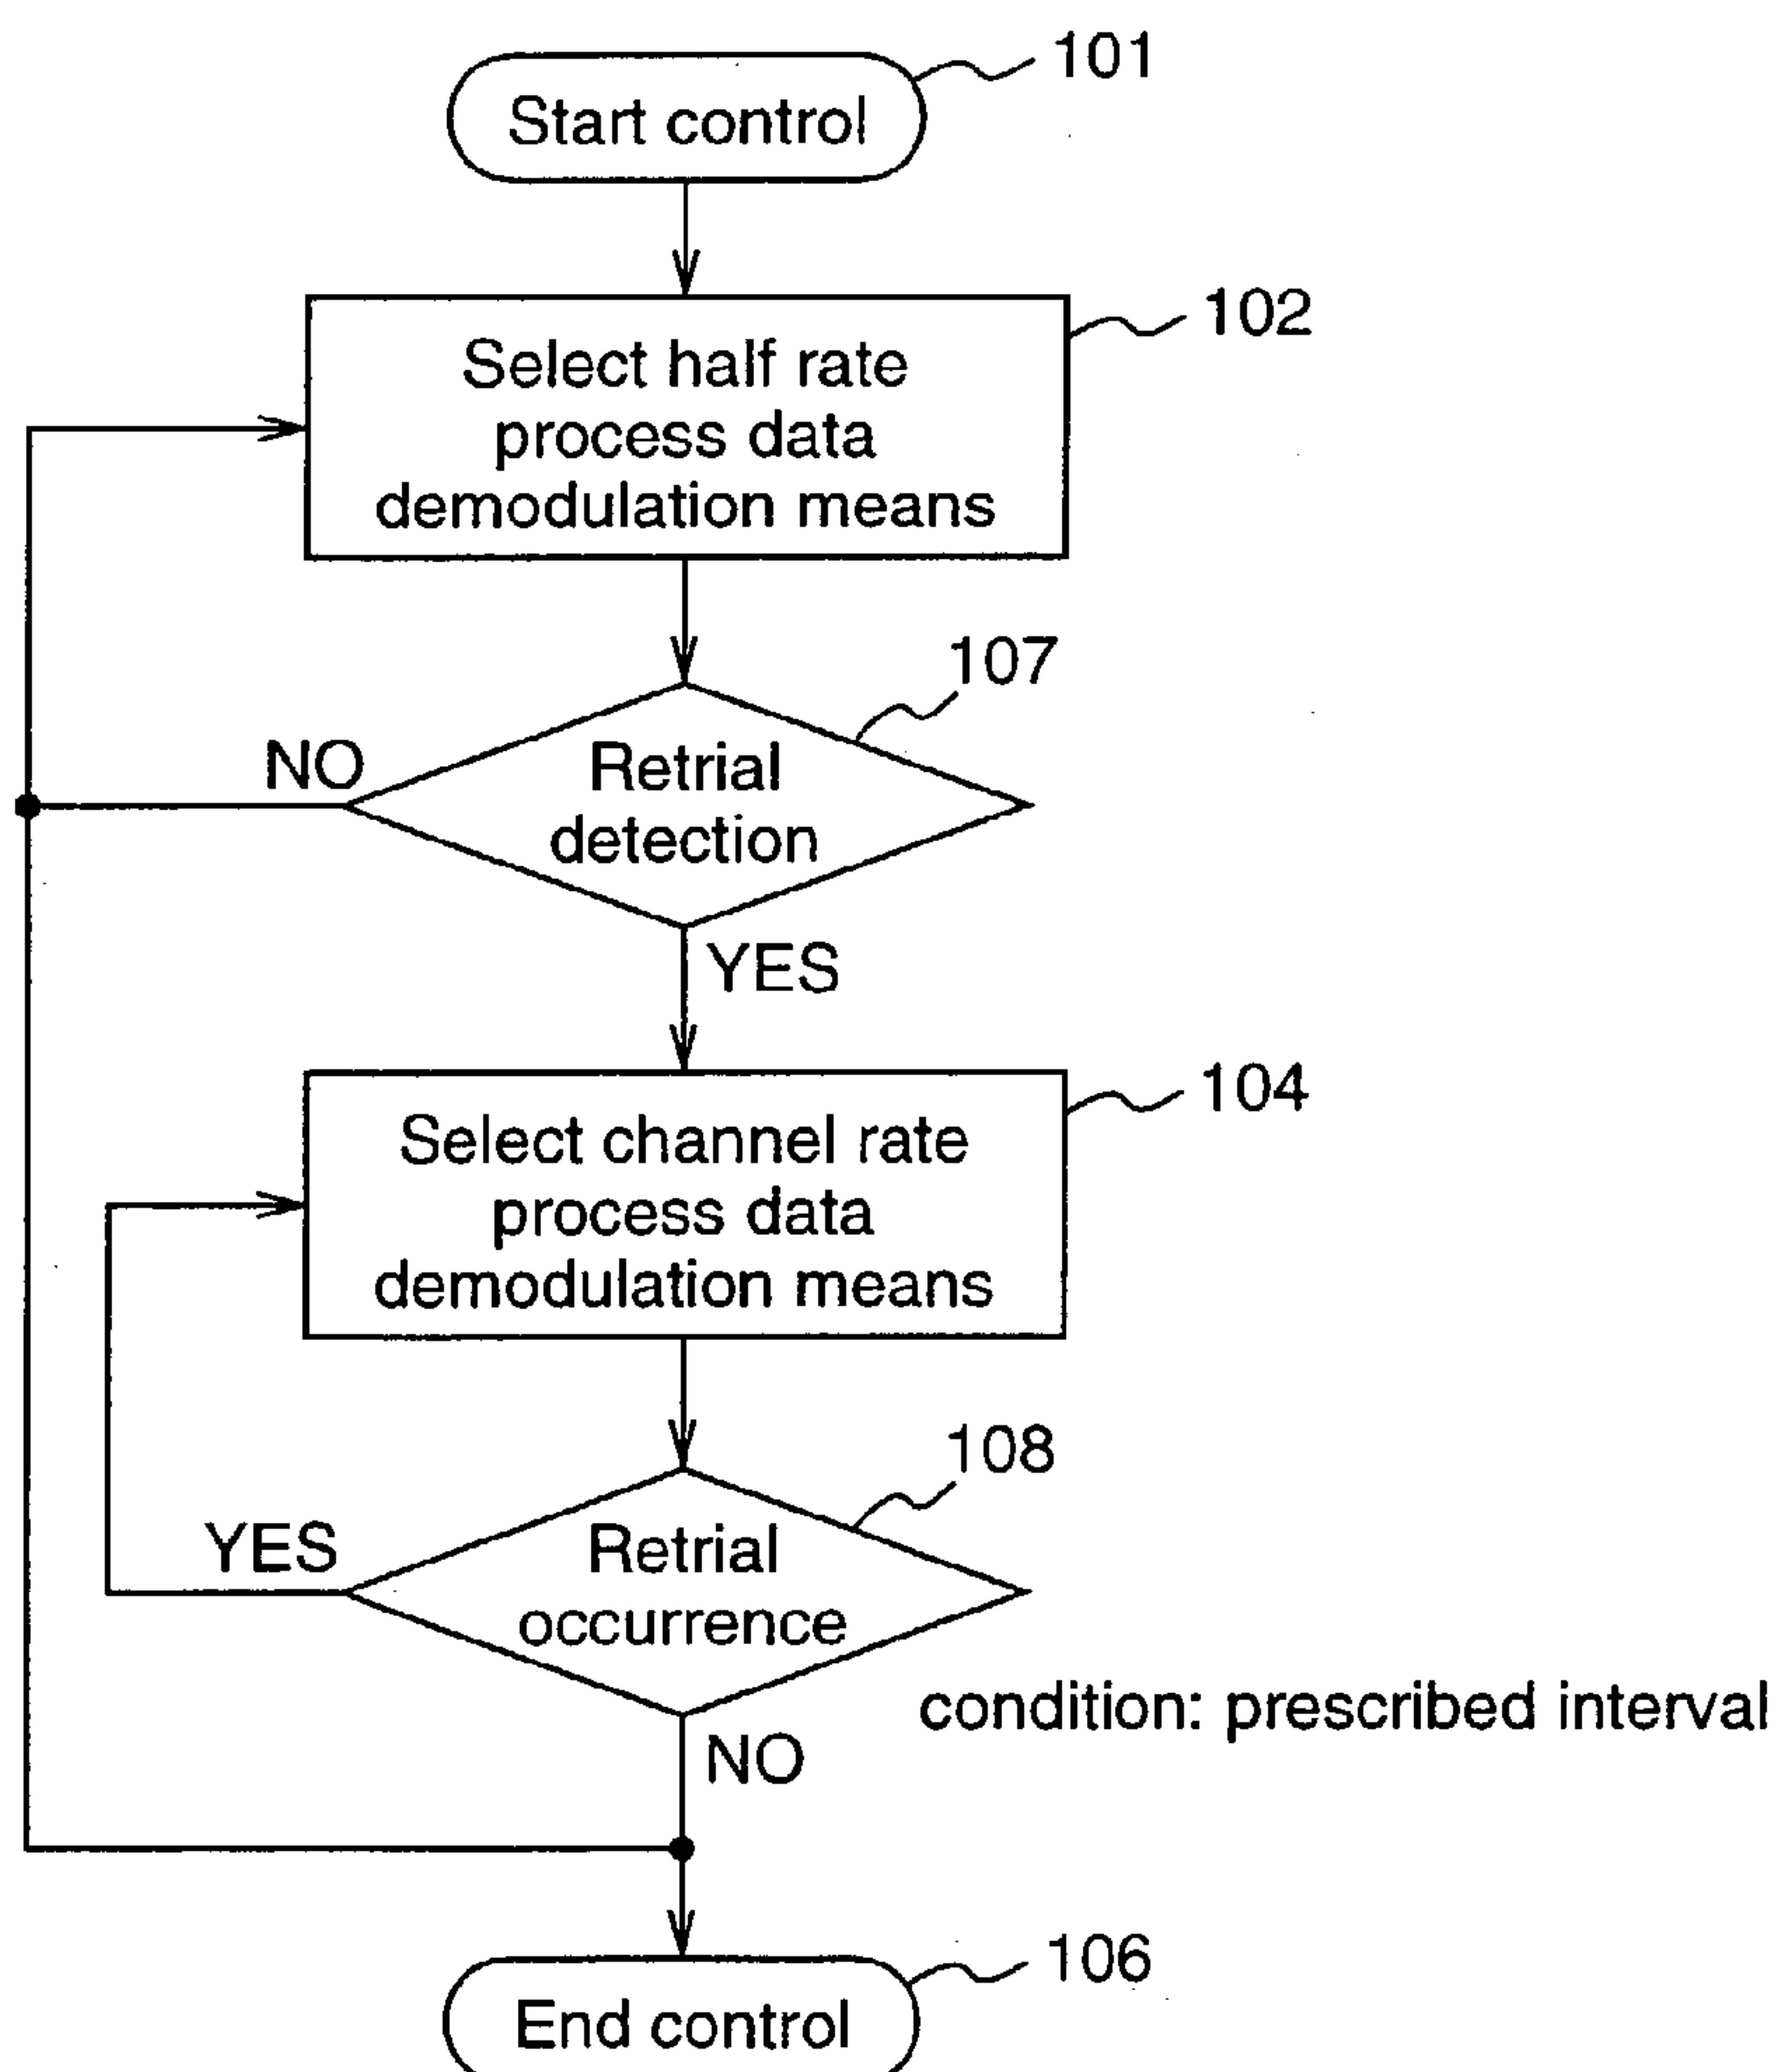 101
Start control
102
Select half rate
process data
demodulation means
107
NO
Retrial
detection
YES
104
Select channel rate
process data
demodulation means
108
YES
Retrial
occurrence
condition: prescribed interval
NO
106
End control